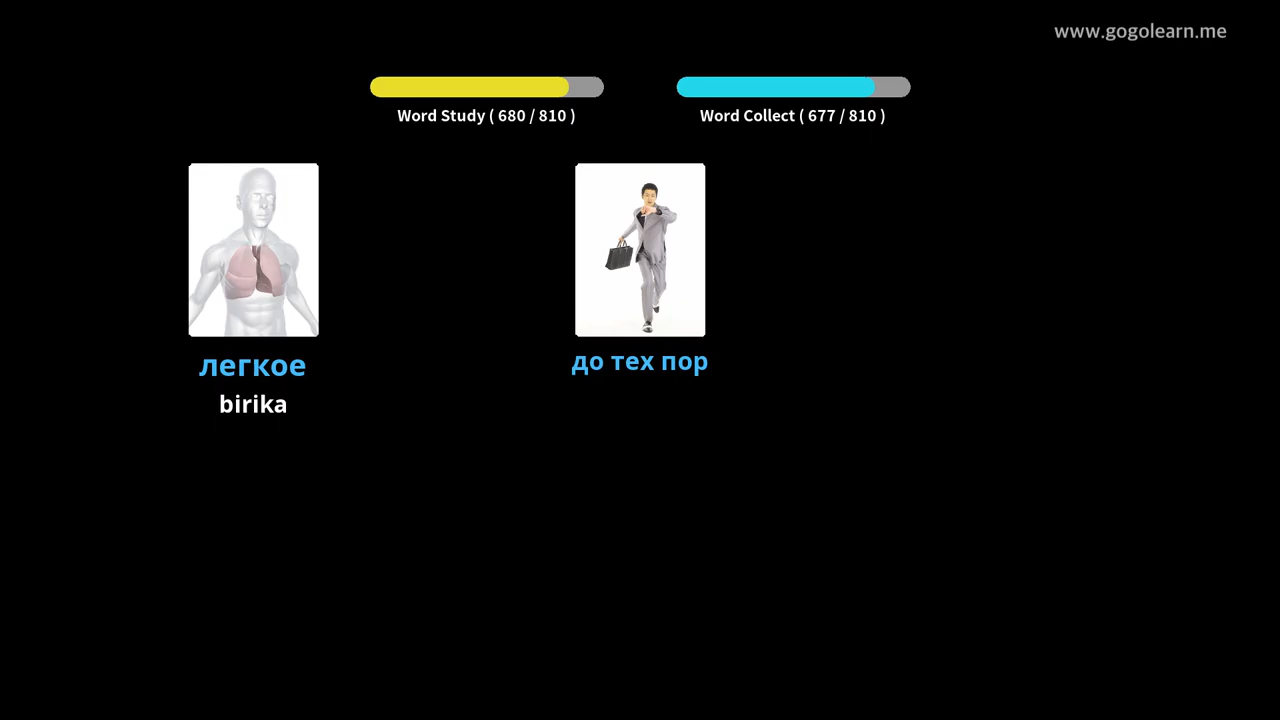 www.gogolearn.me
Word Study ( 680 / 810 )
Word Collect ( 677 / 810 )
легкое
birika
до тех пор